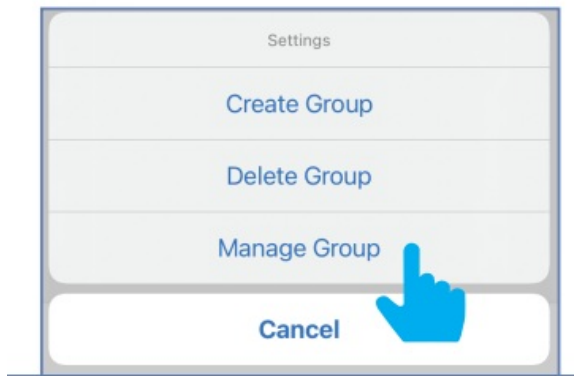 Settings
Create Group
Delete Group
Manage Group
Cancel